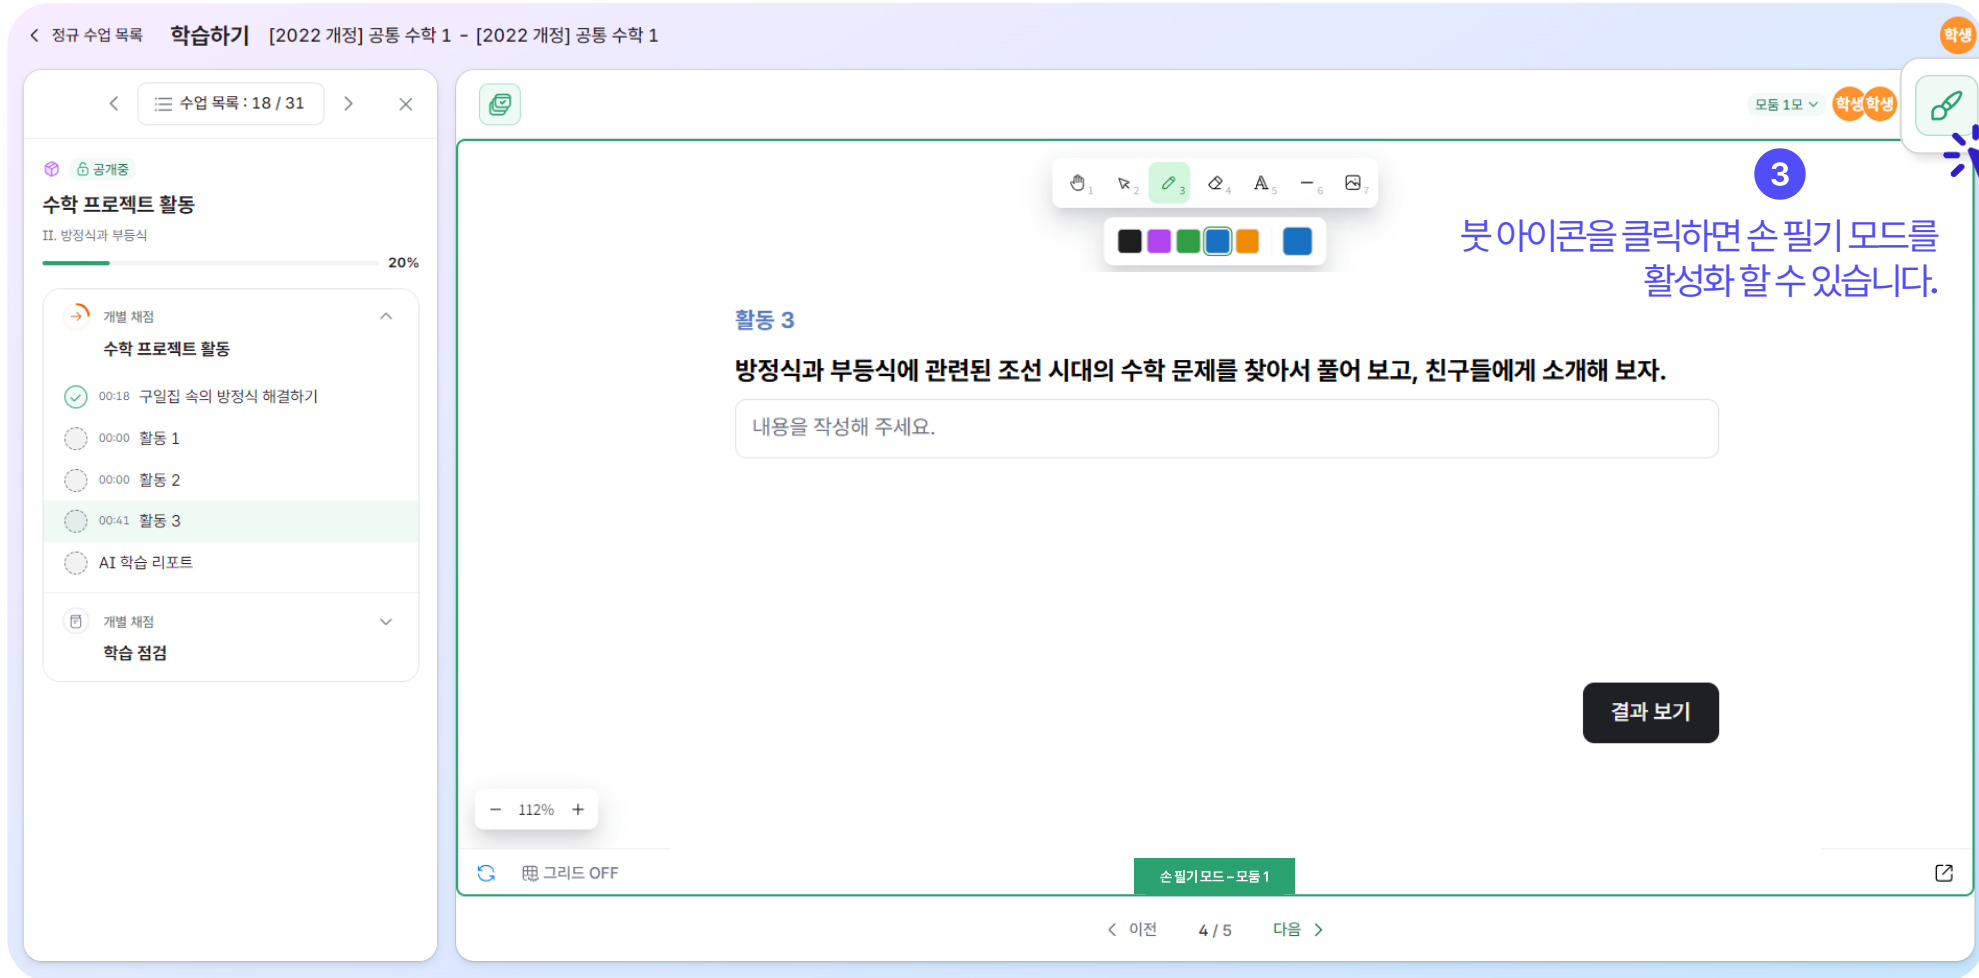 정규 수업 목록 학습하기 [2022 개정] 공통 수학 1 - [2022 개정] 공통 수학 1
학생
수업 목록 : 18 / 31
공개중
수학 프로젝트 활동
II. 방정식과 부등식
20%
개별 채점
수학 프로젝트 활동
00:18 구일집 속의 방정식 해결하기
00:00 활동 1
00:00 활동 2
00:41 활동 3
AI 학습 리포트
개별 채점
학습 점검
모둠 1모 학생 학생
1 2 3 4 A 5 6 7
3
붓 아이콘을 클릭하면 손 필기 모드를
활성화 할 수 있습니다.
활동 3
방정식과 부등식에 관련된 조선 시대의 수학 문제를 찾아서 풀어 보고, 친구들에게 소개해 보자.
내용을 작성해 주세요.
결과 보기
112%
그리드 OFF
손 필기 모드 – 모둠 1
이전 4 / 5 다음